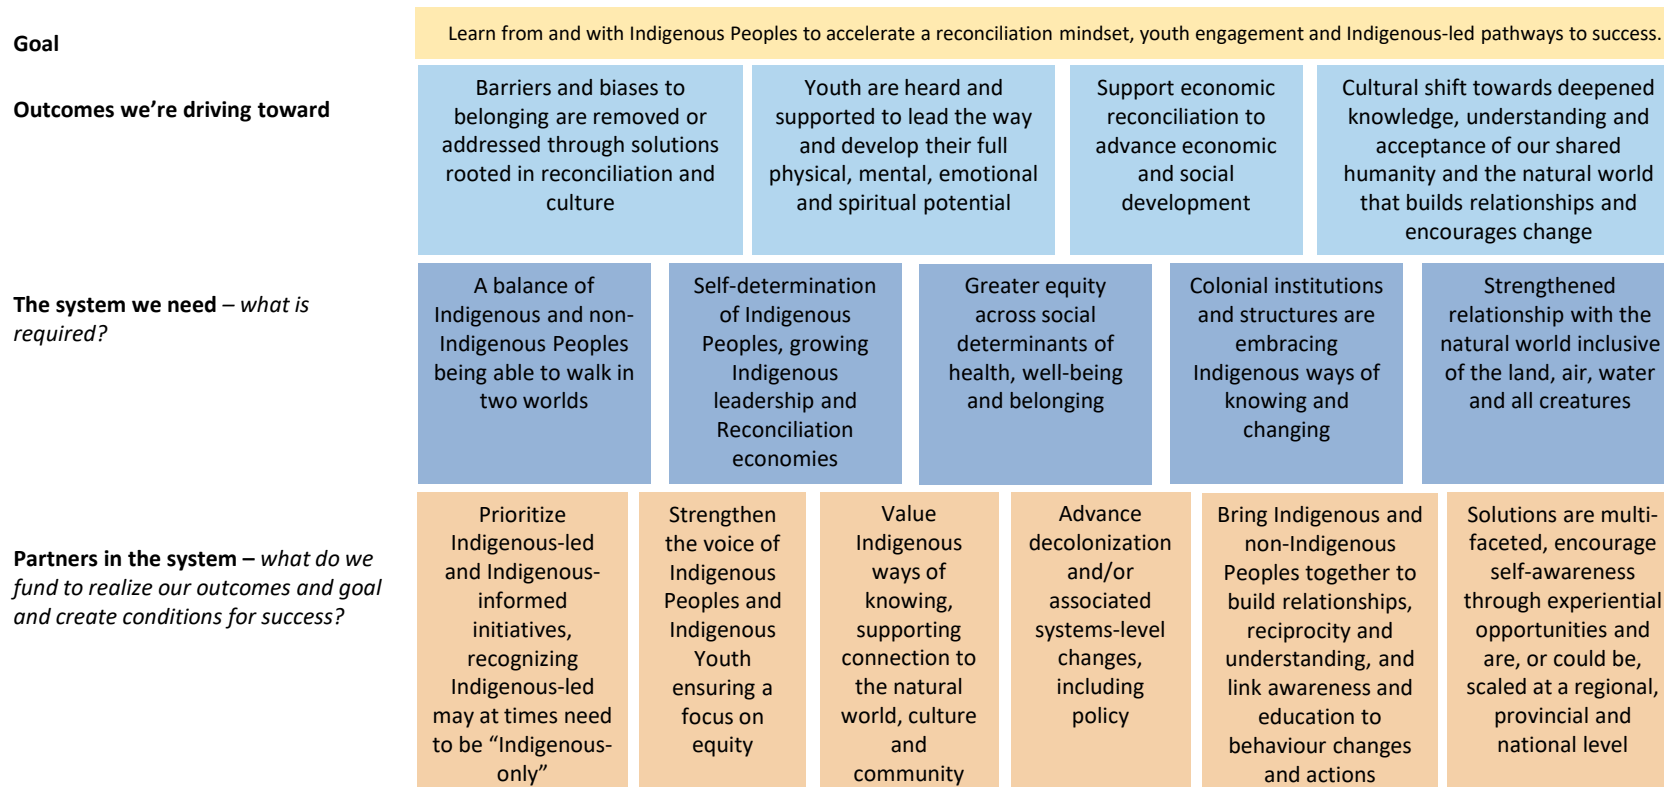 Goal
Learn from and with Indigenous Peoples to accelerate a reconciliation mindset, youth engagement and Indigenous-led pathways to success.
Outcomes we’re driving toward
Barriers and biases to
belonging are removed or
addressed through solutions
rooted in reconciliation and
culture
Youth are heard and
supported to lead the way
and develop their full
physical, mental, emotional
and spiritual potential
Support economic
reconciliation to
advance economic
and social
development
Cultural shift towards deepened
knowledge, understanding and
acceptance of our shared
humanity and the natural world
that builds relationships and
encourages change
The system we need – what is
required?
A balance of
Indigenous and non-
Indigenous Peoples
being able to walk in
two worlds
Self-determination
of Indigenous
Peoples, growing
Indigenous
leadership and
Reconciliation
economies
Greater equity
across social
determinants of
health, well-being
and belonging
Colonial institutions
and structures are
embracing
Indigenous ways of
knowing and
changing
Strengthened
relationship with the
natural world inclusive
of the land, air, water
and all creatures
Partners in the system – what do we
fund to realize our outcomes and goal
and create conditions for success?
Prioritize
Indigenous-led
and Indigenous-
informed
initiatives,
recognizing
Indigenous-led
may at times need
to be “Indigenous-
only”
Strengthen
the voice of
Indigenous
Peoples and
Indigenous
Youth
ensuring a
focus on
equity
Value
Indigenous
ways of
knowing,
supporting
connection to
the natural
world, culture
and
community
Advance
decolonization
and/or
associated
systems-level
changes,
including
policy
Bring Indigenous and
non-Indigenous
Peoples together to
build relationships,
reciprocity and
understanding, and
link awareness and
education to
behaviour changes
and actions
Solutions are multi-
faceted, encourage
self-awareness
through experiential
opportunities and
are, or could be,
scaled at a regional,
provincial and
national level